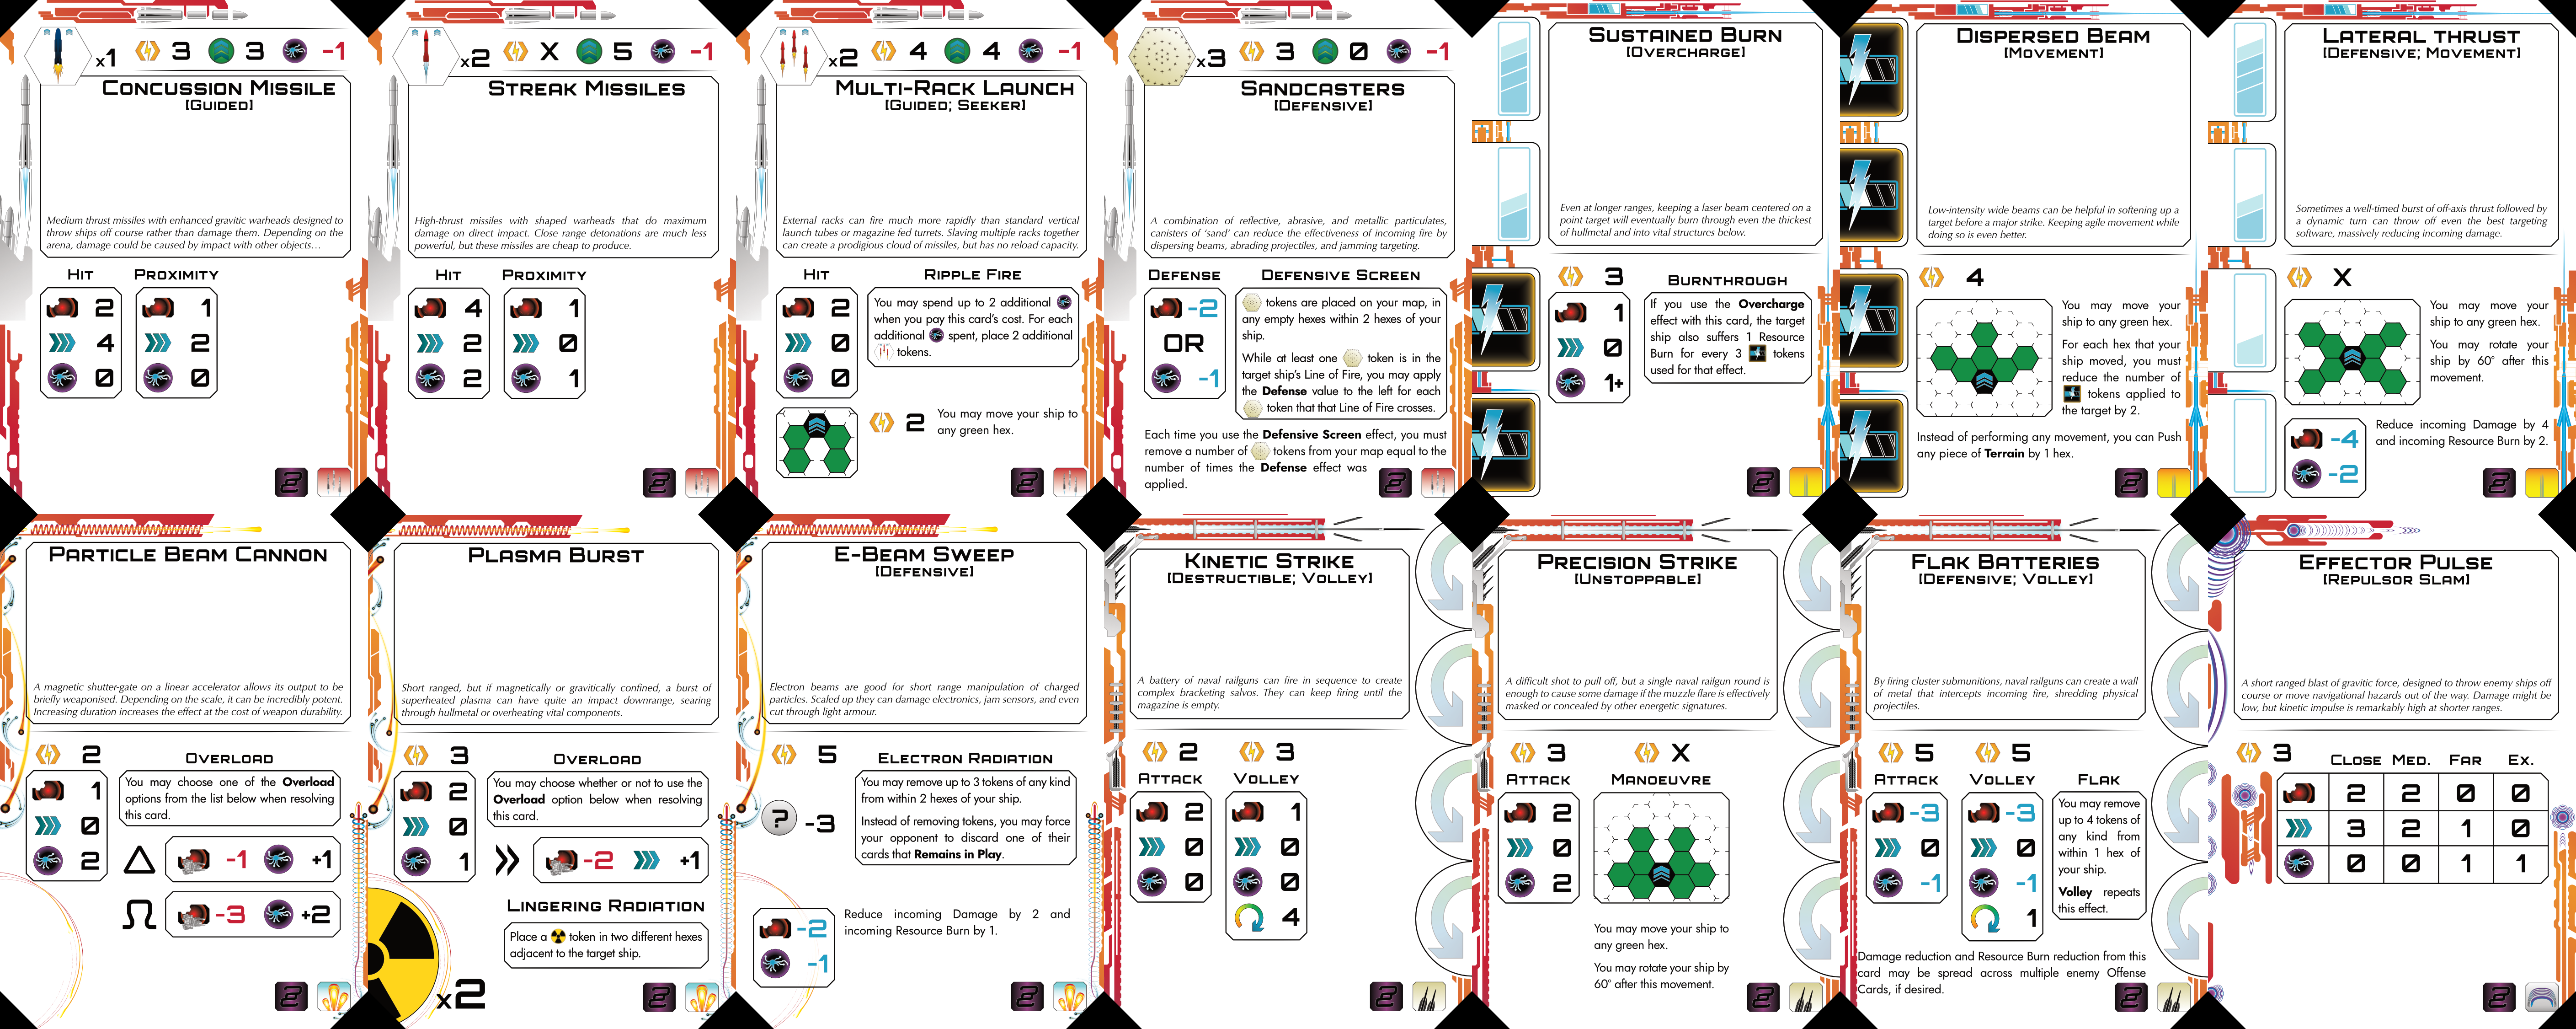 x1 3 3 -1
CONCUSSION MISSILE
[GUIDED]
Medium thrust missiles with enhanced gravitic warheads designed to
throw ships off course rather than damage them. Depending on the
arena, damage could be caused by impact with other objects…
HIT PROXIMITY
2 1
4 2
0 0
2
x2 X 5 -1
STREAK MISSILES
High-thrust missiles with shaped warheads that do maximum
damage on direct impact. Close range detonations are much less
powerful, but these missiles are cheap to produce.
HIT PROXIMITY
4 1
2 0
2 1
2
x2 4 4 -1
MULTI-RACK LAUNCH
[GUIDED; SEEKER]
External racks can fire much more rapidly than standard vertical
launch tubes or magazine fed turrets. Slaving multiple racks together
can create a prodigious cloud of missiles, but has no reload capacity.
HIT RIPPLE FIRE
2
0
0
You may spend up to 2 additional
when you pay this card's cost. For each
additional spent, place 2 additional
tokens.
2 You may move your ship to
any green hex.
2
x3 3 0 -1
SANDCASTERS
[DEFENSIVE]
A combination of reflective, abrasive, and metallic particulates,
canisters of 'sand' can reduce the effectiveness of incoming fire by
dispersing beams, abrading projectiles, and jamming targeting.
DEFENSE DEFENSIVE SCREEN
-2
OR
-1
tokens are placed on your map, in
any empty hexes within 2 hexes of your
ship.
While at least one token is in the
target ship's Line of Fire, you may apply
the Defense value to the left for each
token that that Line of Fire crosses.
Each time you use the Defensive Screen effect, you must
remove a number of tokens from your map equal to the
number of times the Defense effect was
applied.
2
SUSTAINED BURN
[OVERCHARGE]
Even at longer ranges, keeping a laser beam centered on a
point target will eventually burn through even the thickest
of hullmetal and into vital structures below.
3 BURNTHROUGH
1
0
1+
If you use the Overcharge
effect with this card, the target
ship also suffers 1 Resource
Burn for every 3 tokens
used for that effect.
2
DISPERSED BEAM
[MOVEMENT]
Low-intensity wide beams can be helpful in softening up a
target before a major strike. Keeping agile movement while
doing so is even better.
4
You may move your
ship to any green hex.
For each hex that your
ship moved, you must
reduce the number of
tokens applied to
the target by 2.
Instead of performing any movement, you can Push
any piece of Terrain by 1 hex.
2
LATERAL THRUST
[DEFENSIVE; MOVEMENT]
Sometimes a well-timed burst of off-axis thrust followed by
a dynamic turn can throw off even the best targeting
software, massively reducing incoming damage.
X
You may move your
ship to any green hex.
You may rotate your
ship by 60° after this
movement.
-4
-2
Reduce incoming Damage by 4
and incoming Resource Burn by 2.
2
PARTICLE BEAM CANNON
A magnetic shutter-gate on a linear accelerator allows its output to be
briefly weaponised. Depending on the scale, it can be incredibly potent.
Increasing duration increases the effect at the cost of weapon durability.
2 OVERLOAD
1
0
2
You may choose one of the Overload
options from the list below when resolving
this card.
-1 +1
Ω -3 +2
2
PLASMA BURST
Short ranged, but if magnetically or gravitically confined, a burst of
superheated plasma can have quite an impact downrange, searing
through hullmetal or overheating vital components.
3 OVERLOAD
2
0
1
You may choose whether or not to use the
Overload option below when resolving
this card.
-2 +1
LINGERING RADIATION
Place a token in two different hexes
adjacent to the target ship.
x2
2
E-BEAM SWEEP
[DEFENSIVE]
Electron beams are good for short range manipulation of charged
particles. Scaled up they can damage electronics, jam sensors, and even
cut through light armour.
5 ELECTRON RADIATION
? -3
You may remove up to 3 tokens of any kind
from within 2 hexes of your ship.
Instead of removing tokens, you may force
your opponent to discard one of their
cards that Remains in Play.
-2
-1
Reduce incoming Damage by 2 and
incoming Resource Burn by 1.
2
KINETIC STRIKE
[DESTRUCTIBLE; VOLLEY]
A battery of naval railguns can fire in sequence to create
complex bracketing salvos. They can keep firing until the
magazine is empty.
2 3
ATTACK VOLLEY
2 1
0 0
0 0
4
2
PRECISION STRIKE
[UNSTOPPABLE]
A difficult shot to pull off, but a single naval railgun round is
enough to cause some damage if the muzzle flare is effectively
masked or concealed by other energetic signatures.
3 X
ATTACK MANOEUVRE
2
0
2
You may move your ship to
any green hex.
You may rotate your ship by
60° after this movement.
2
FLAK BATTERIES
[DEFENSIVE; VOLLEY]
By firing cluster submunitions, naval railguns can create a wall
of metal that intercepts incoming fire, shredding physical
projectiles.
5 5
ATTACK VOLLEY FLAK
-3 -3
0 0
-1 -1
1
You may remove
up to 4 tokens of
any kind from
within 1 hex of
your ship.
Volley repeats
this effect.
Damage reduction and Resource Burn reduction from this
card may be spread across multiple enemy Offense
Cards, if desired.
2
EFFECTOR PULSE
[REPULSOR SLAM]
A short ranged blast of gravitic force, designed to throw enemy ships off
course or move navigational hazards out of the way. Damage might be
low, but kinetic impulse is remarkably high at shorter ranges.
3 CLOSE MED. FAR EX.
2 2 0 0
3 2 1 0
0 0 1 1
2